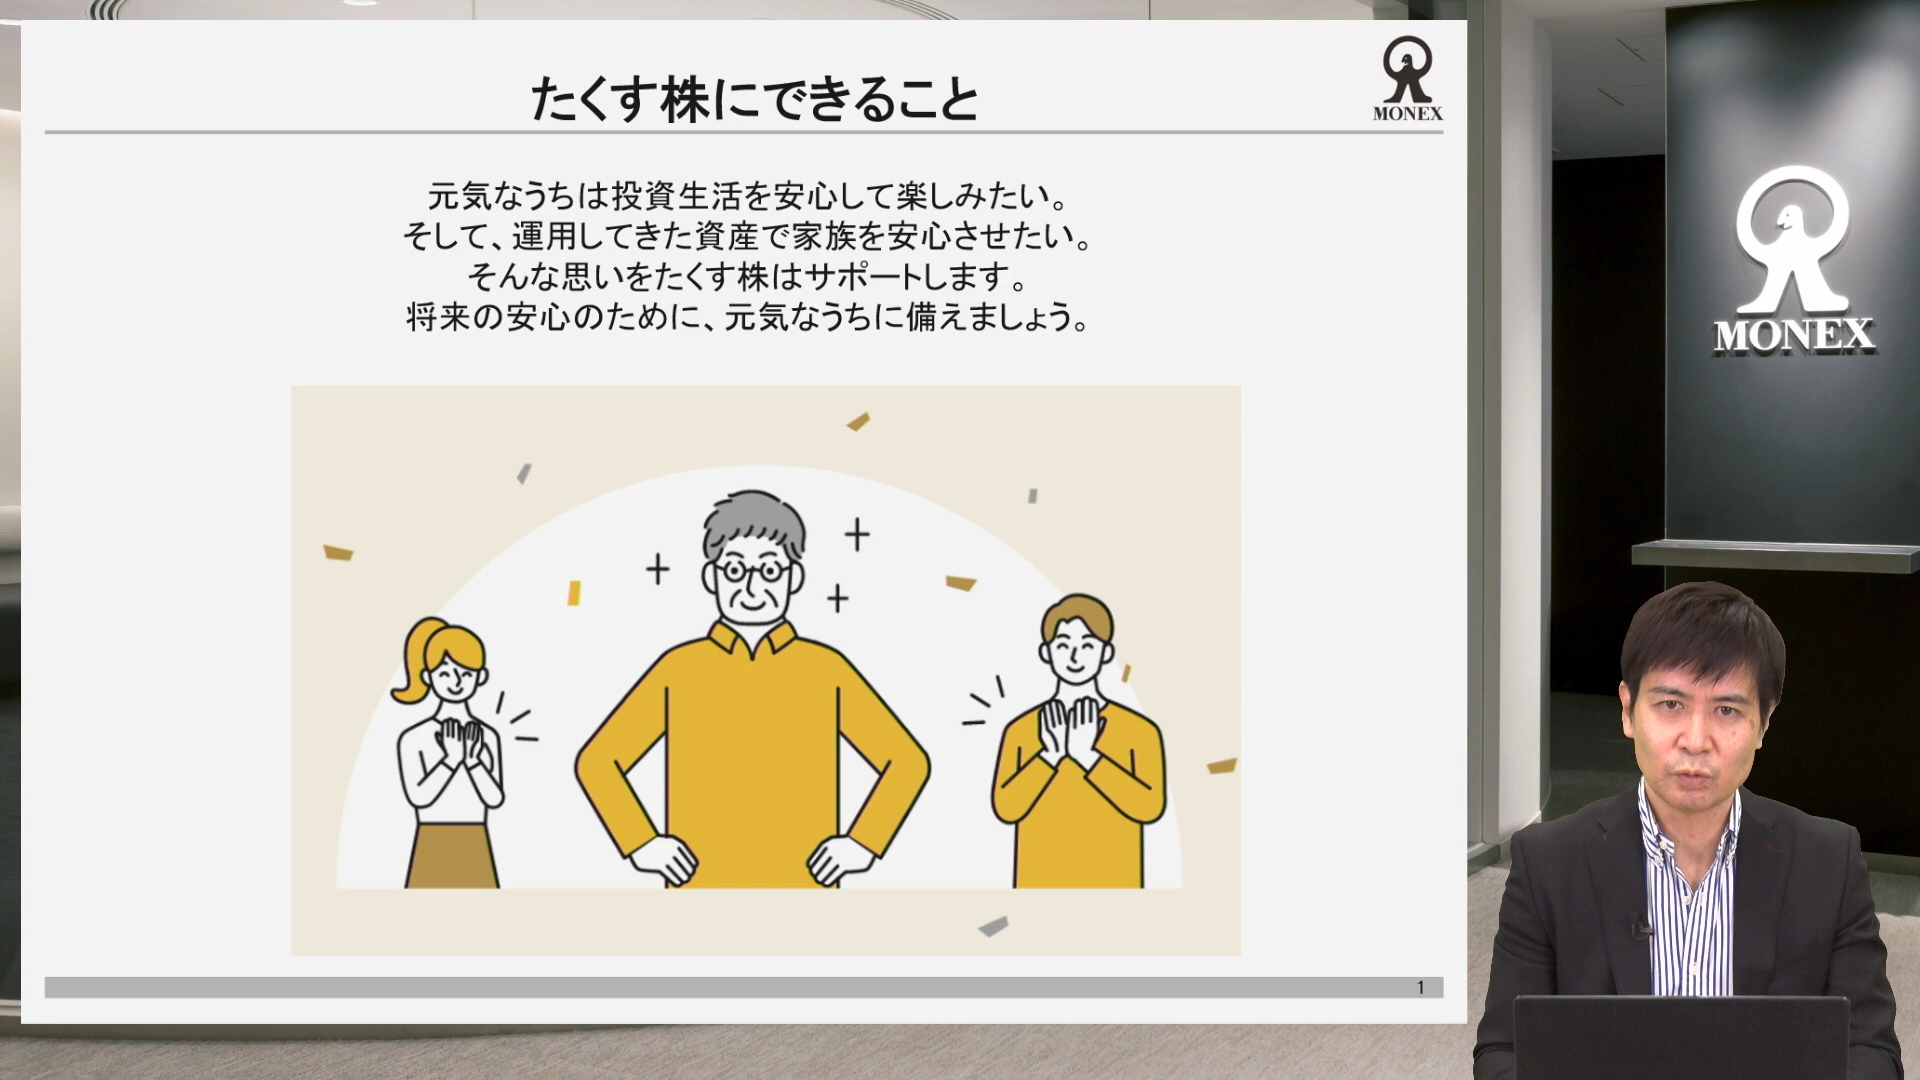 たくす株にできること
MONEX
元気なうちは投資生活を安心して楽しみたい。
そして、運用してきた資産で家族を安心させたい。
そんな思いをたくす株はサポートします。
将来の安心のために、元気なうちに備えましょう。
1
MONEX